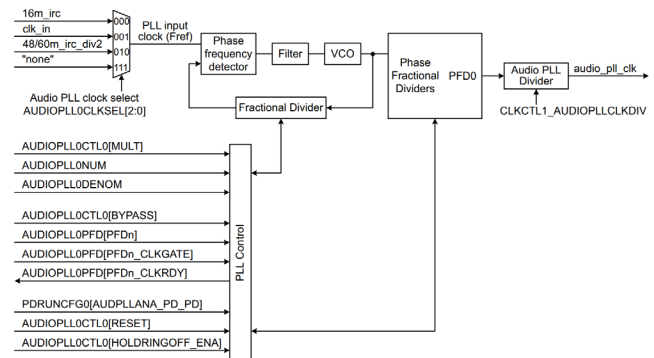 16m_irc
000
clk_in
001
48/60m_irc_div2
010
"none"
111
PLL input
clock (Fref)
Audio PLL clock select
AUDIOPLL0CLKSEL[2:0]
Phase
frequency
detector
Filter
VCO
Fractional Divider
Phase
Fractional
Dividers
PFD0
Audio PLL
Divider
audio_pll_clk
CLKCTL1_AUDIOPLLCLKDIV
AUDIOPLL0CTL0[MULT]
AUDIOPLL0NUM
AUDIOPLL0DENOM
AUDIOPLL0CTL0[BYPASS]
AUDIOPLL0PFD[PFDn]
AUDIOPLL0PFD[PFDn_CLKGATE]
AUDIOPLL0PFD[PFDn_CLKRDY]
PDRUNCFG0[AUDPLLANA_PD_PD]
AUDIOPLL0CTL0[RESET]
AUDIOPLL0CTL0[HOLDRINGOFF_ENA]
PLL Control